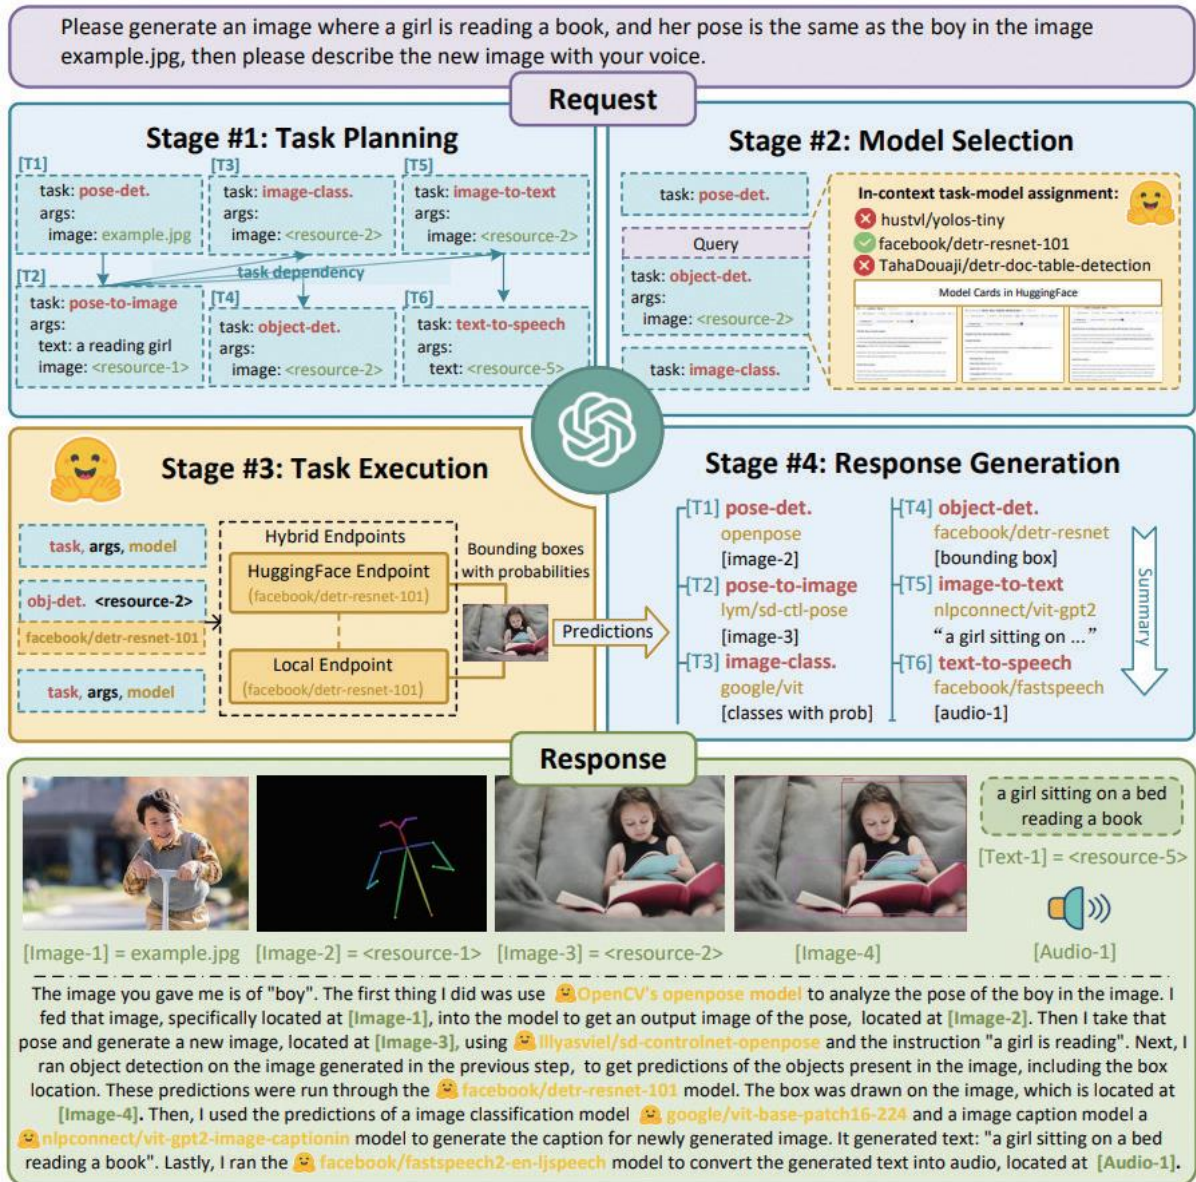 Please generate an image where a girl is reading a book, and her pose is the same as the boy in the image
example.jpg, then please describe the new image with your voice.
Request
Stage #1: Task Planning
[T1]
task: pose-det.
args:
image: example.jpg
[T3]
task: image-class.
args:
image: <resource-2>
[T5]
task: image-to-text
args:
image: <resource-2>
task dependency
[T2]
task: pose-to-image
args:
text: a reading girl
image: <resource-1>
[T4]
task: object-det.
args:
image: <resource-2>
[T6]
task: text-to-speech
args:
text: <resource-5>
Stage #2: Model Selection
task: pose-det.
Query
task: object-det.
args:
image: <resource-2>
task: image-class.
In-context task-model assignment:
hustvl/yolos-tiny
facebook/detr-resnet-101
TahaDouaji/detr-doc-table-detection
Model Cards in HuggingFace
Stage #3: Task Execution
task, args, model
obj-det. <resource-2>
facebook/detr-resnet-101
task, args, model
Hybrid Endpoints
HuggingFace Endpoint
(facebook/detr-resnet-101)
Local Endpoint
(facebook/detr-resnet-101)
Bounding boxes
with probabilities
Predictions
Stage #4: Response Generation
[T1] pose-det.
openpose
[image-2]
[T2] pose-to-image
lym/sd-ctl-pose
[image-3]
[T3] image-class.
google/vit
[classes with prob]
[T4] object-det.
facebook/detr-resnet
[bounding box]
[T5] image-to-text
nlpconnect/vit-gpt2
“a girl sitting on ...”
[T6] text-to-speech
facebook/fastspeech
[audio-1]
Summary
Response
a girl sitting on a bed
reading a book
[Text-1] = <resource-5>
[Image-1] = example.jpg
[Image-2] = <resource-1>
[Image-3] = <resource-2>
[Image-4]
[Audio-1]
The image you gave me is of "boy". The first thing I did was use OpenCV's openpose model to analyze the pose of the boy in the image. I
fed that image, specifically located at [Image-1], into the model to get an output image of the pose, located at [Image-2]. Then I take that
pose and generate a new image, located at [Image-3], using lllyasviel/sd-controlnet-openpose and the instruction "a girl is reading". Next, I
ran object detection on the image generated in the previous step, to get predictions of the objects present in the image, including the box
location. These predictions were run through the facebook/detr-resnet-101 model. The box was drawn on the image, which is located at
[Image-4]. Then, I used the predictions of a image classification model google/vit-base-patch16-224 and a image caption model a
nlpconnect/vit-gpt2-image-captionin model to generate the caption for newly generated image. It generated text: "a girl sitting on a bed
reading a book". Lastly, I ran the facebook/fastspeech2-en-ljspeech model to convert the generated text into audio, located at [Audio-1].